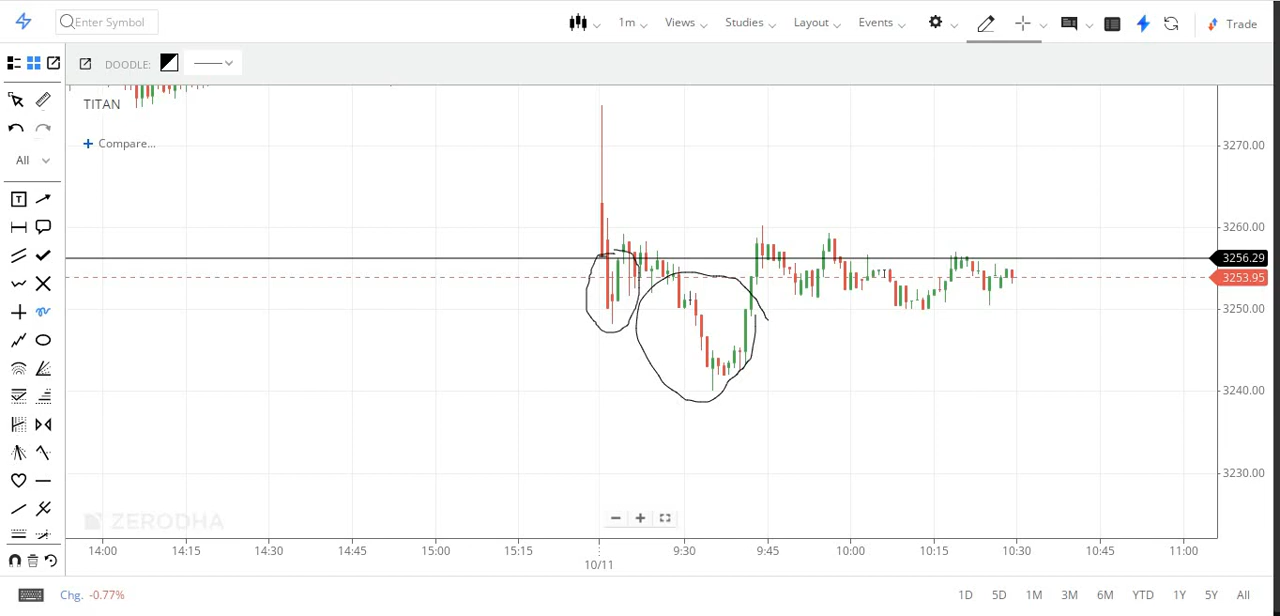 Enter Symbol
1m
Views
Studies
Layout
Events
Trade
DOODLE:
TITAN
Compare...
All
T
3270.00
3260.00
3256.29
3253.95
3250.00
3240.00
3230.00
ZERODHA
14:00 14:15 14:30 14:45 15:00 15:15 9:30 9:45 10:00 10:15 10:30 10:45 11:00
10/11
Chg. -0.77%
1D 5D 1M 3M 6M YTD 1Y 5Y All